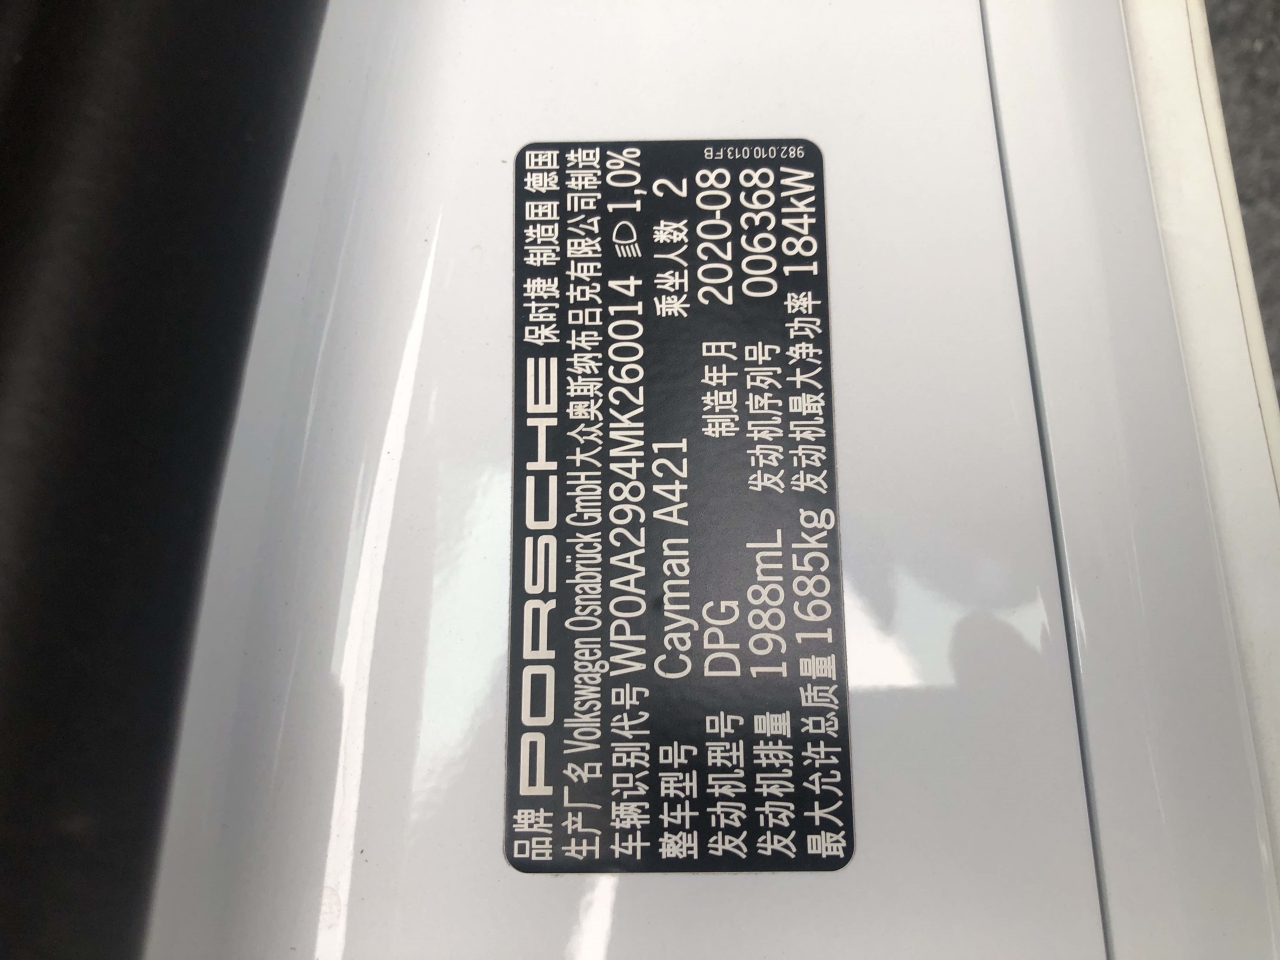 品牌 PORSCHE 保时捷 制造国 德国
生产厂名 Volkswagen Osnabrück GmbH 大众奥斯纳布吕克有限公司制造
车辆识别代号 WP0AA2984MK260014 1,0%
整车型号 Cayman A421 乘坐人数 2
发动机型号 DPG 制造年月 2020-08
发动机排量 1988mL 发动机序列号 006368
最大允许总质量 1685kg 发动机最大净功率 184kW
982.010.013.FB